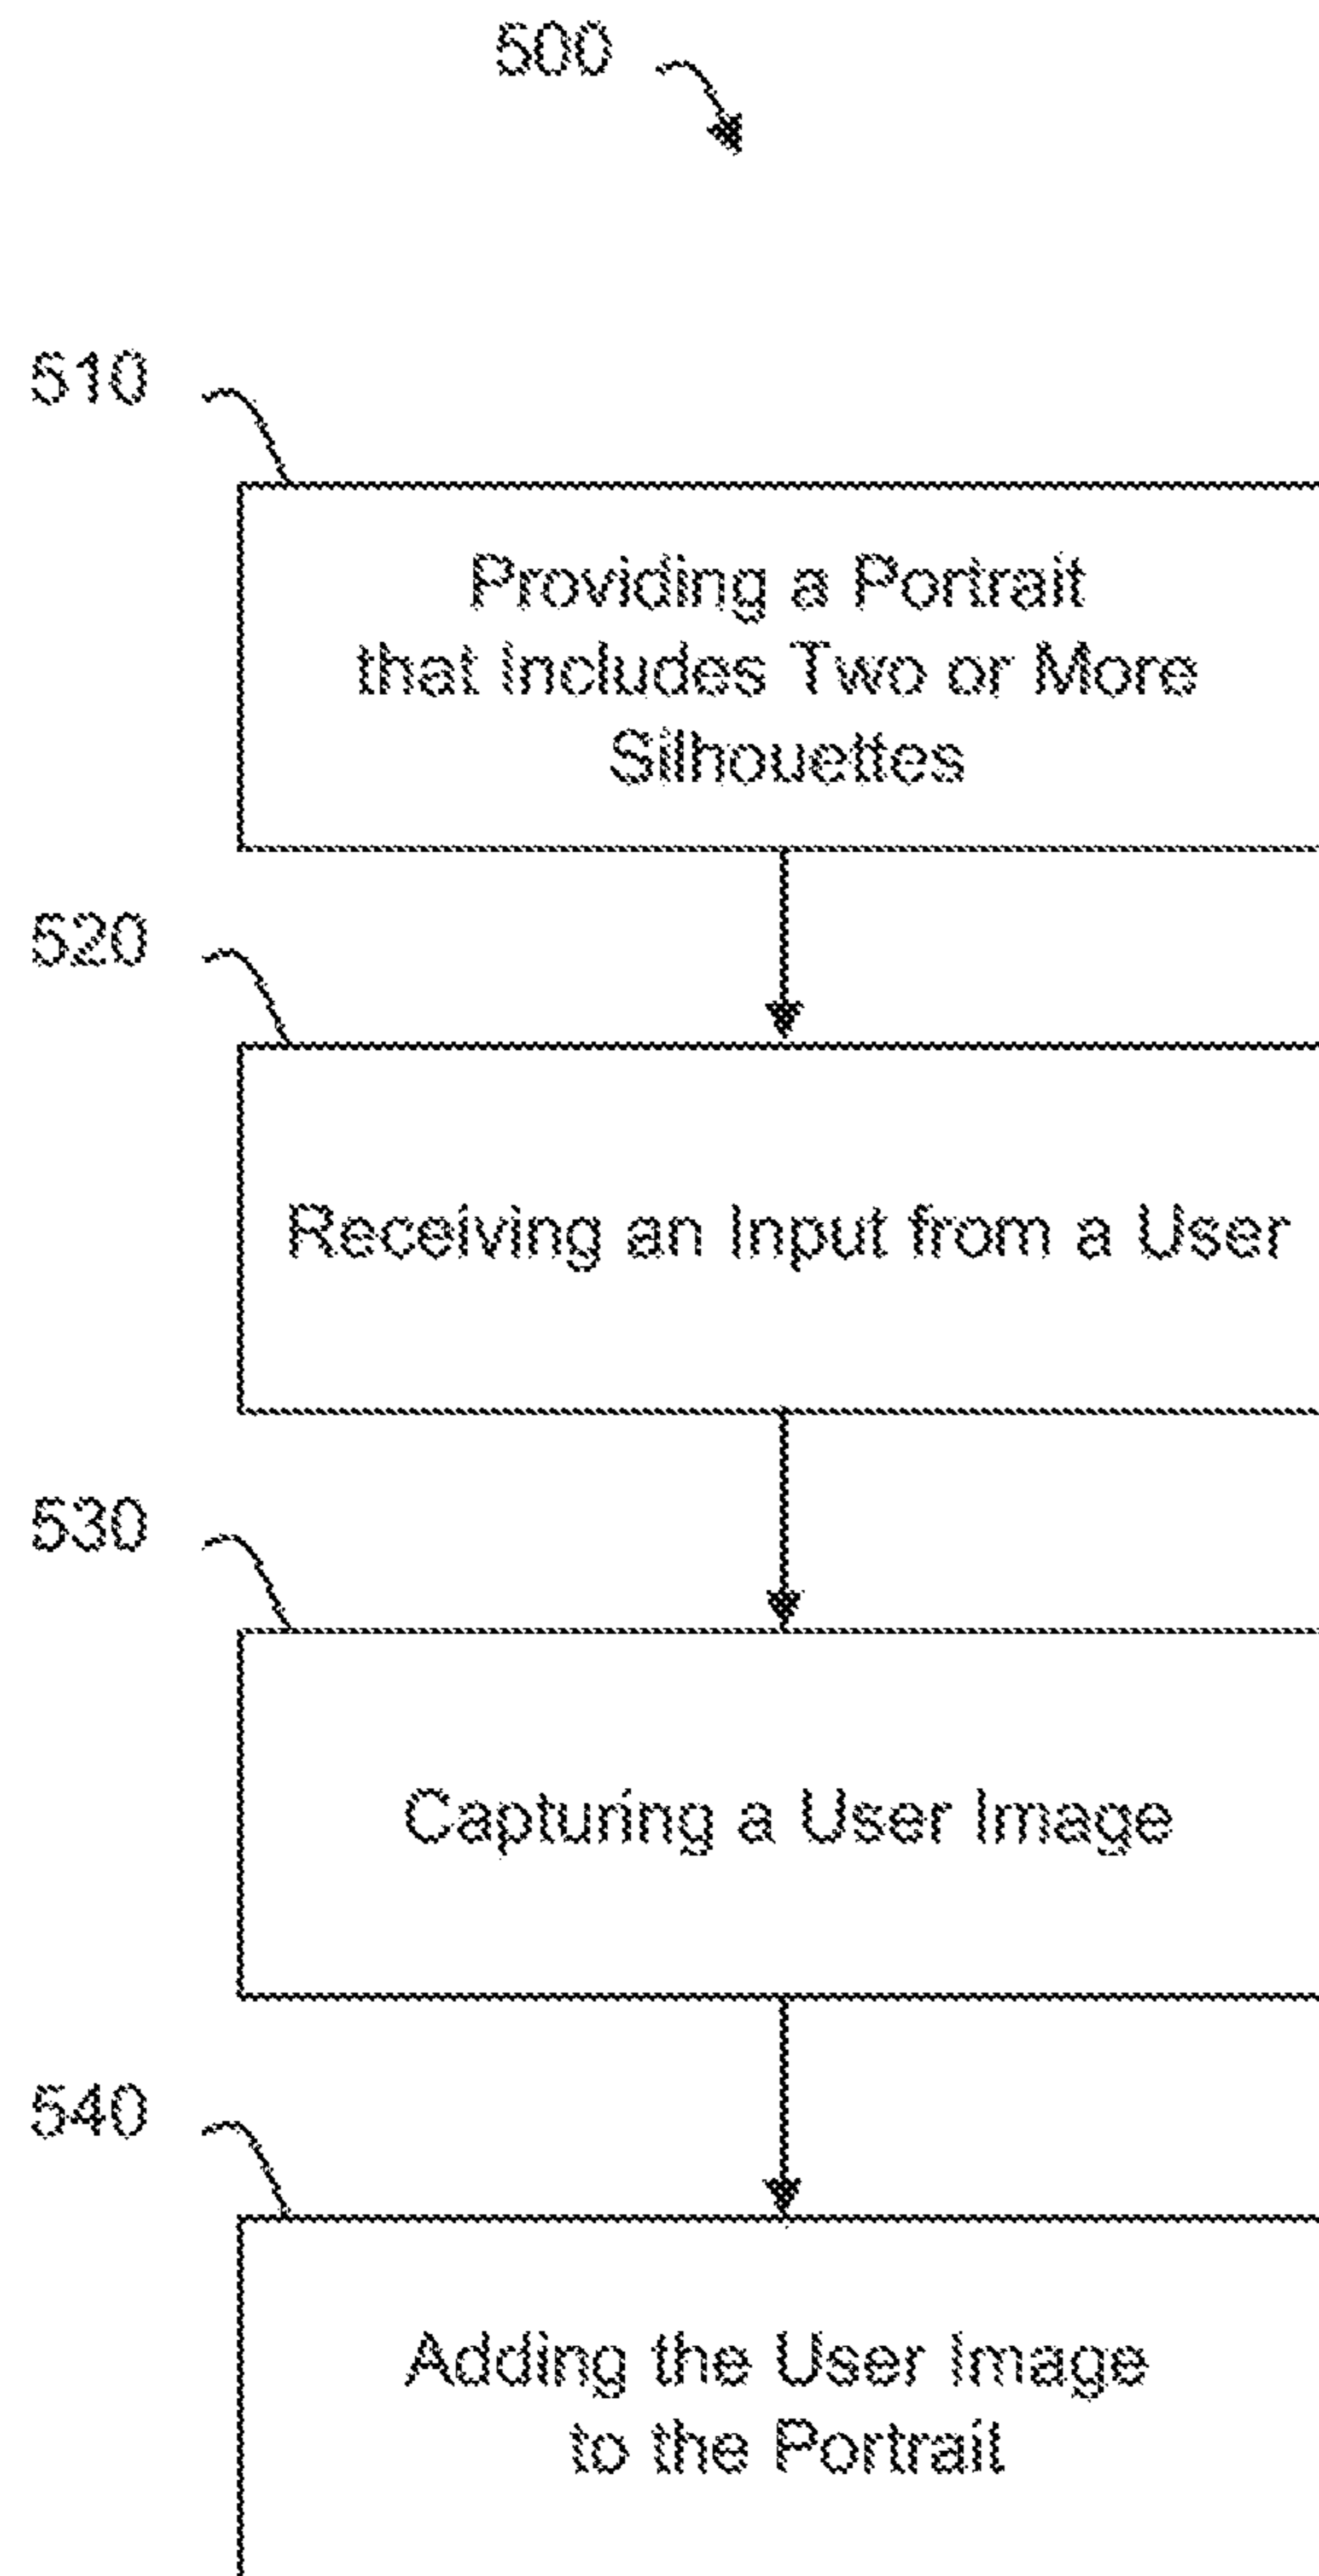 500
510
Providing a Portrait
that Includes Two or More
Silhouettes
520
Receiving an Input from a User
530
Capturing a User Image
540
Adding the User Image
to the Portrait